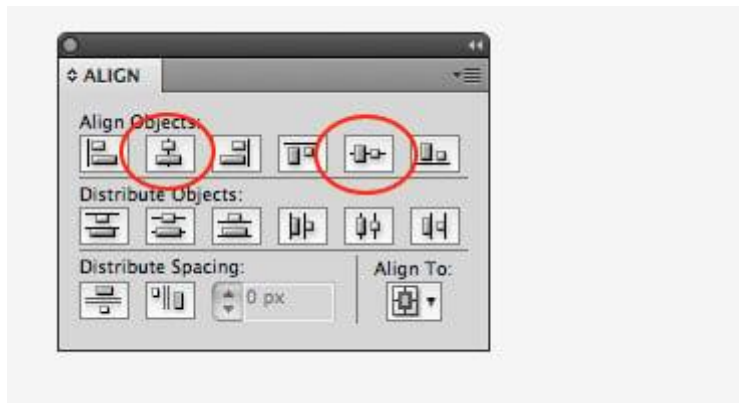 ALIGN
Align Objects:
Distribute Objects:
Distribute Spacing:
Align To:
0 px